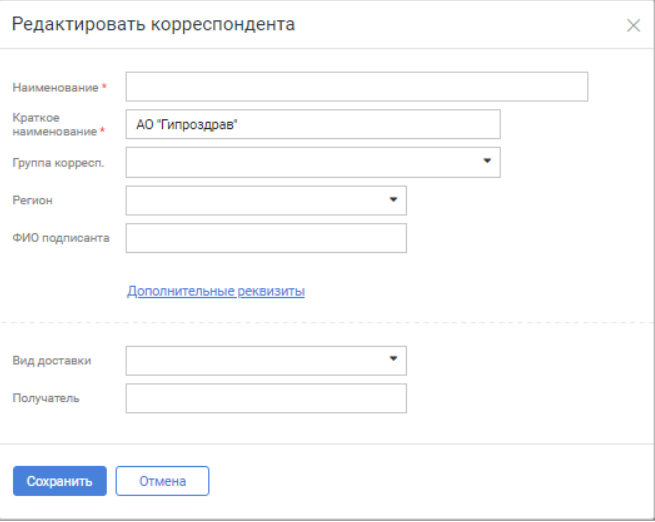 Редактировать корреспондента
Наименование *
Краткое
наименование *
АО "Гипроздрав"
Группа корресп.
Регион
ФИО подписанта
Дополнительные реквизиты
Вид доставки
Получатель
Сохранить
Отмена